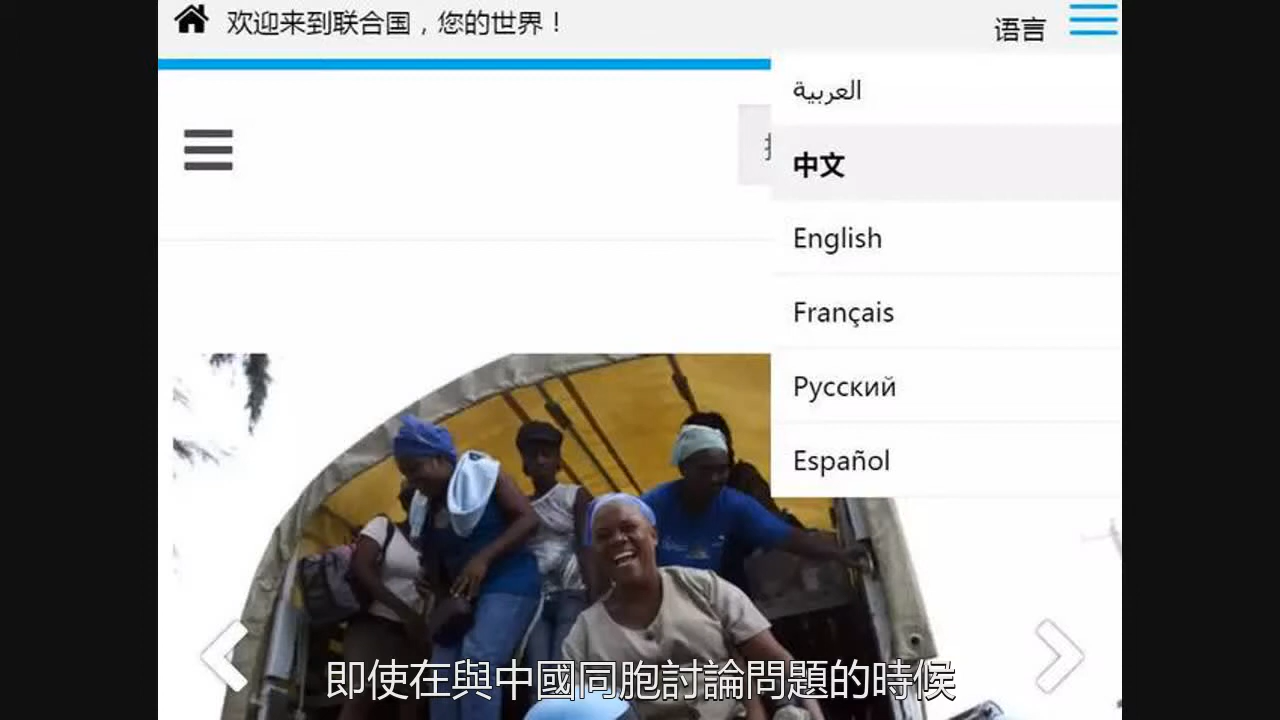 欢迎来到联合国，您的世界！
语言
العربية
中文
English
Français
Русский
Español
即使在與中國同胞討論問題的時候